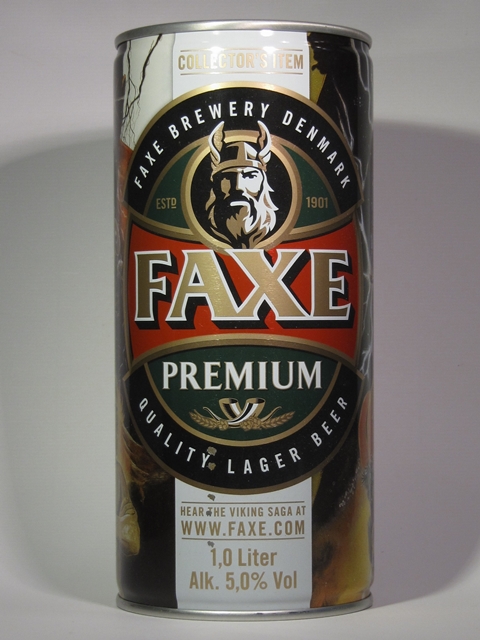 COLLECTOR'S ITEM
FAXE BREWERY DENMARK
ESTD 1901
FAXE
PREMIUM
QUALITY LAGER BEER
HEAR THE VIKING SAGA AT
WWW.FAXE.COM
1,0 Liter
Alk. 5,0% Vol